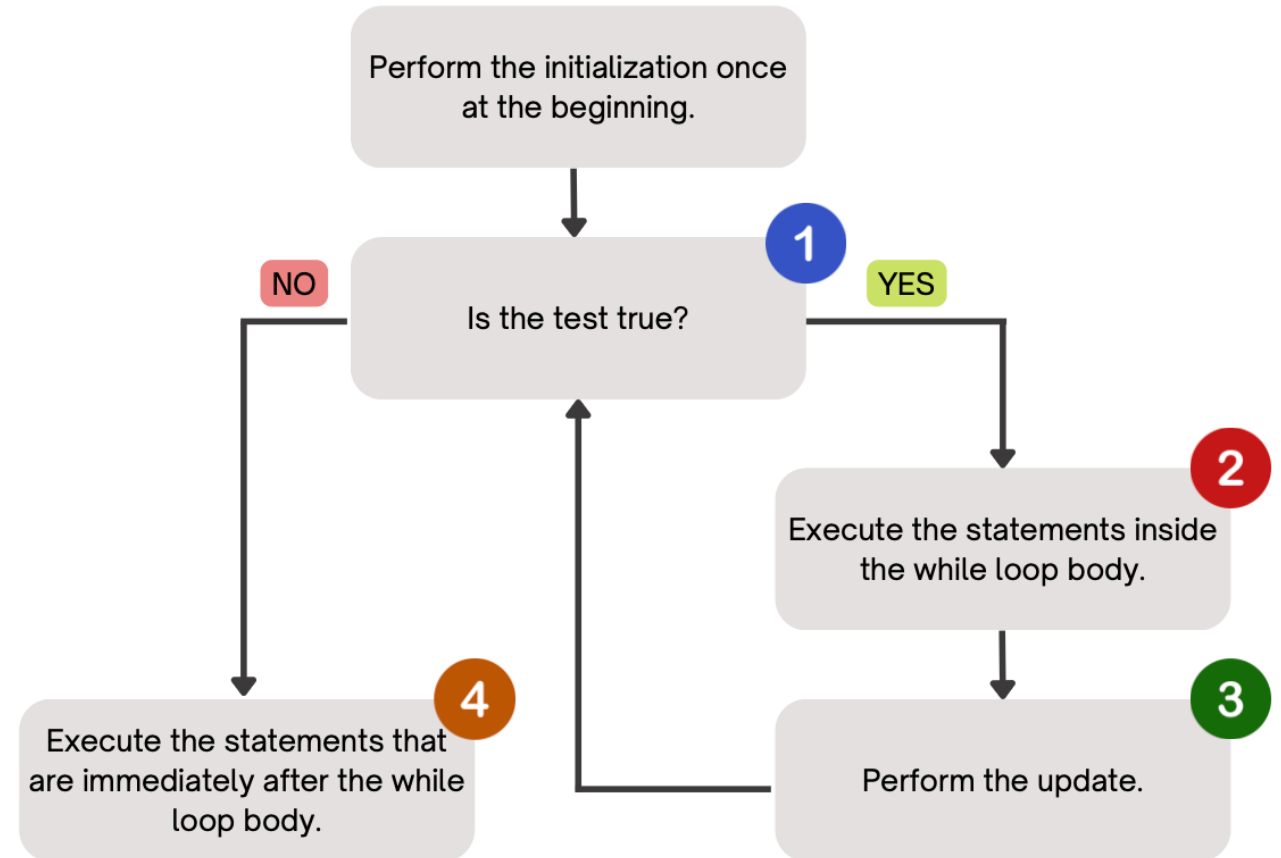 Perform the initialization once
at the beginning.
1
NO
YES
Is the test true?
2
Execute the statements inside
the while loop body.
4
3
Execute the statements that
are immediately after the while
loop body.
Perform the update.